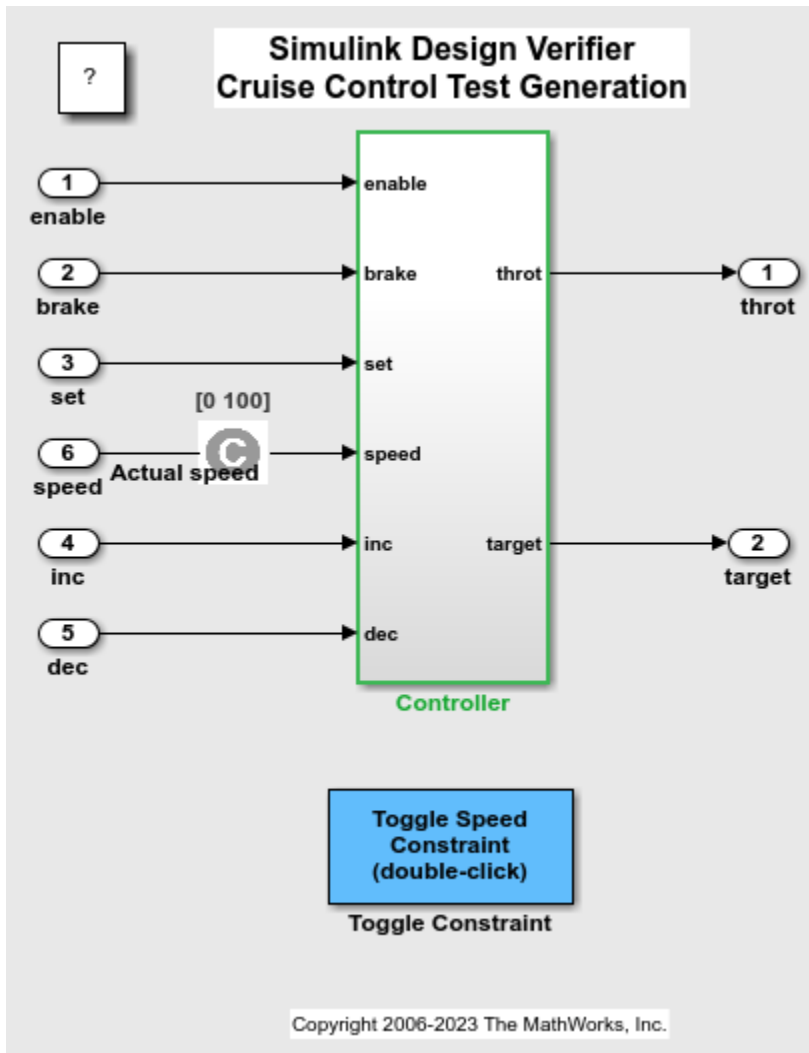 Simulink Design Verifier
Cruise Control Test Generation
?
1
enable
enable
2
brake
brake
throt
1
throt
3
set
set
[0 100]
C
6
speed
Actual speed
speed
4
inc
inc
target
2
target
5
dec
dec
Controller
Toggle Speed
Constraint
(double-click)
Toggle Constraint
Copyright 2006-2023 The MathWorks, Inc.